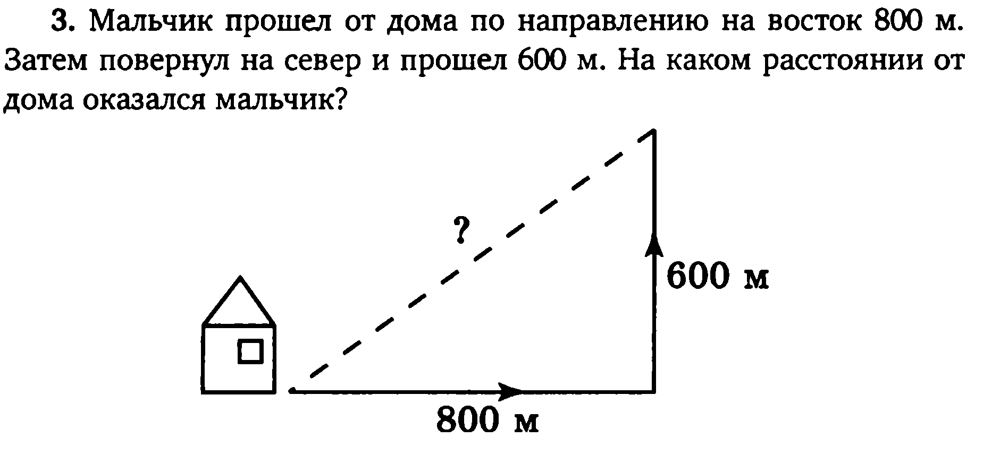 3. Мальчик прошел от дома по направлению на восток 800 м.
Затем повернул на север и прошел 600 м. На каком расстоянии от
дома оказался мальчик?
?
600 м
800 м